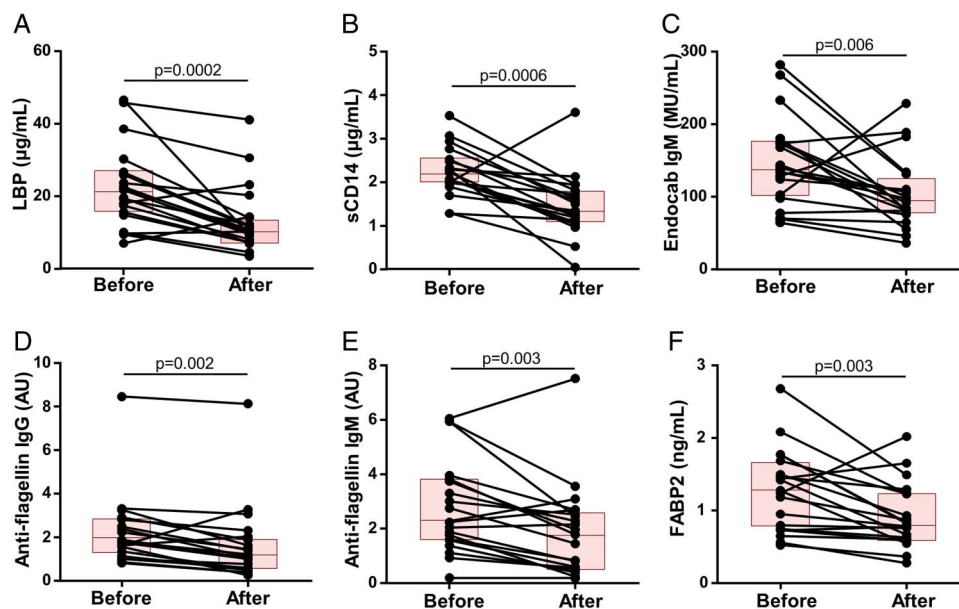 A
LBP (µg/mL)
60
40
20
0
p=0.0002
Before
After
B
sCD14 (µg/mL)
5
4
3
2
1
0
p=0.0006
Before
After
C
Endocab IgM (MU/mL)
300
200
100
0
p=0.006
Before
After
D
Anti-flagellin IgG (AU)
10
8
6
4
2
0
p=0.002
Before
After
E
Anti-flagellin IgM (AU)
8
6
4
2
0
p=0.003
Before
After
F
FABP2 (ng/mL)
3
2
1
0
p=0.003
Before
After